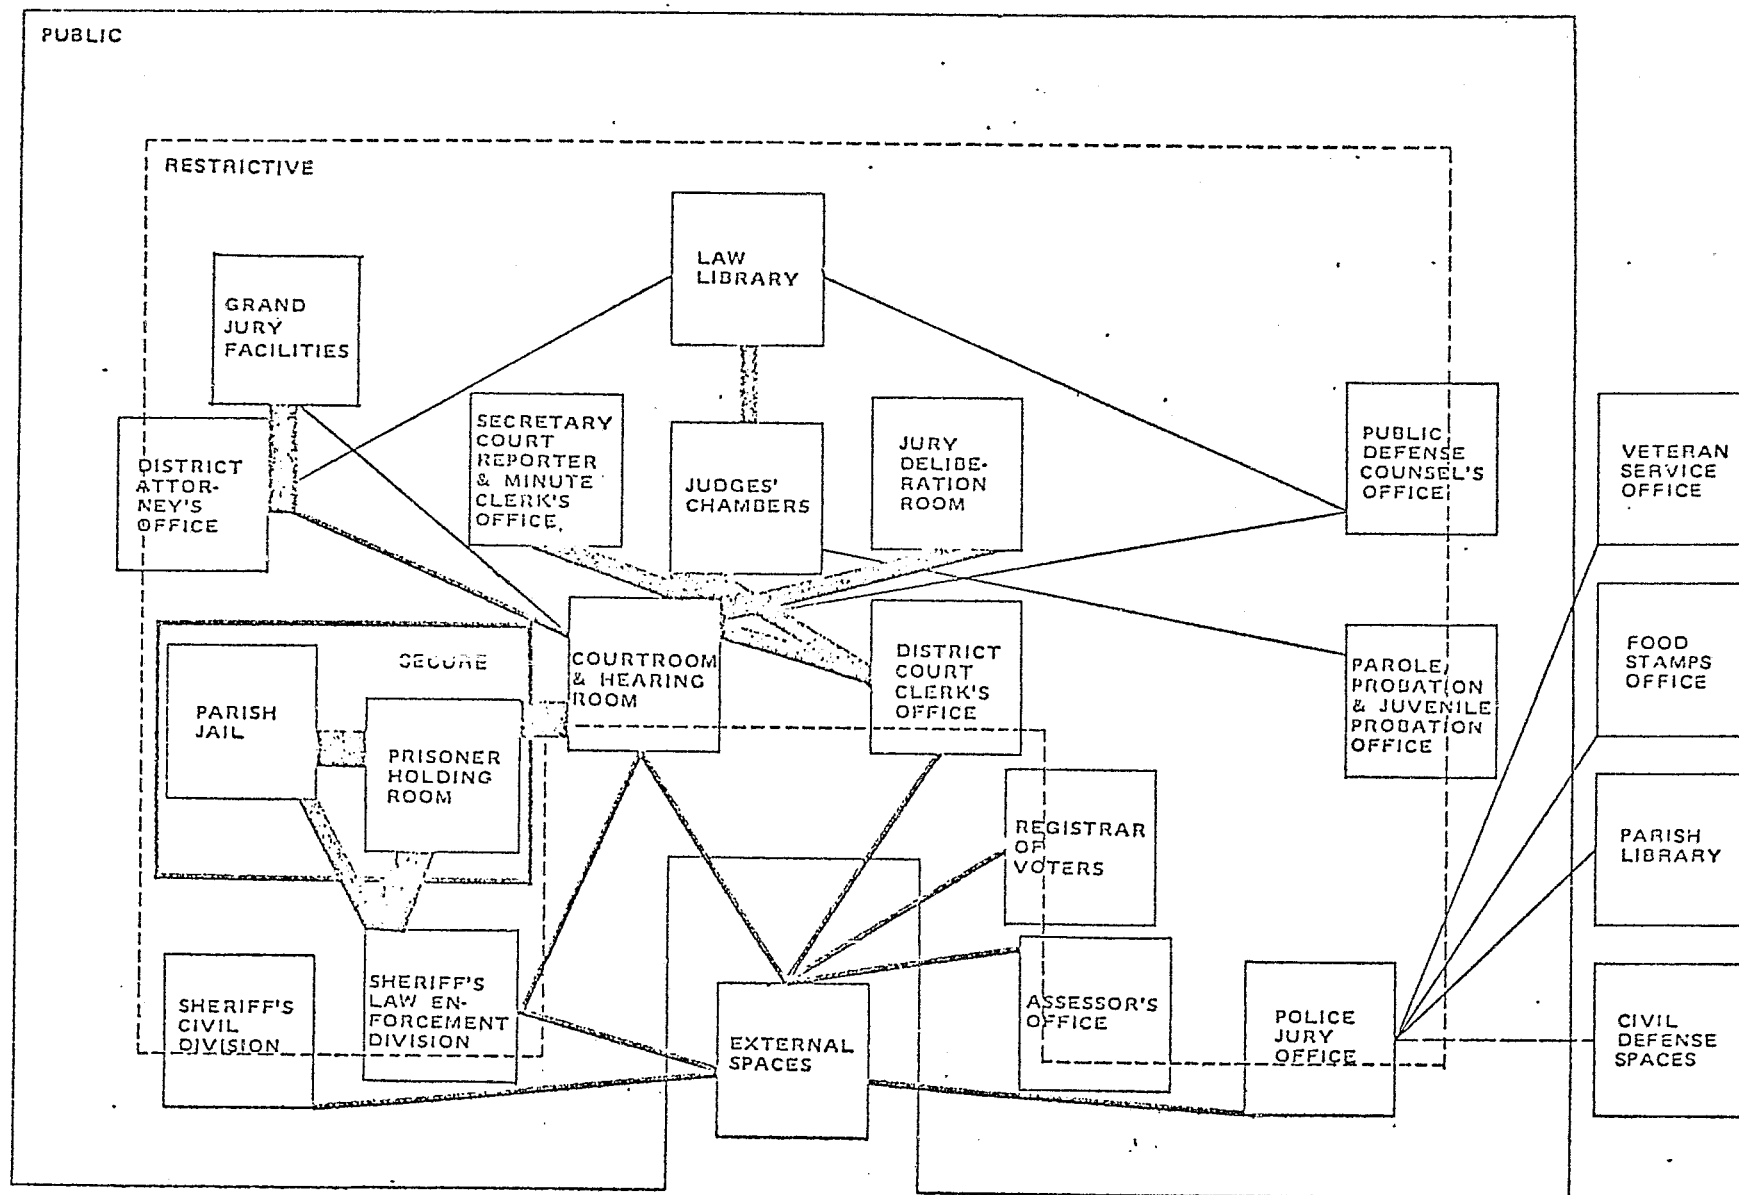 PUBLIC
RESTRICTIVE
LAW
LIBRARY
GRAND
JURY
FACILITIES
DISTRICT
ATTOR-
NEY'S
OFFICE
SECRETARY
COURT
REPORTER
& MINUTE
CLERK'S
OFFICE,
JUDGES'
CHAMBERS
JURY
DELIBE-
RATION
ROOM
PUBLIC
DEFENSE
COUNSEL'S
OFFICE
VETERAN
SERVICE
OFFICE
SECURE
PARISH
JAIL
PRISONER
HOLDING
ROOM
COURTROOM
& HEARING
ROOM
DISTRICT
COURT
CLERK'S
OFFICE
PAROLE,
PROBATION
& JUVENILE
PROBATION
OFFICE
FOOD
STAMPS
OFFICE
REGISTRAR
OF
VOTERS
PARISH
LIBRARY
SHERIFF'S
CIVIL
DIVISION
SHERIFF'S
LAW EN-
FORCEMENT
DIVISION
EXTERNAL
SPACES
ASSESSOR'S
OFFICE
POLICE
JURY
OFFICE
CIVIL
DEFENSE
SPACES